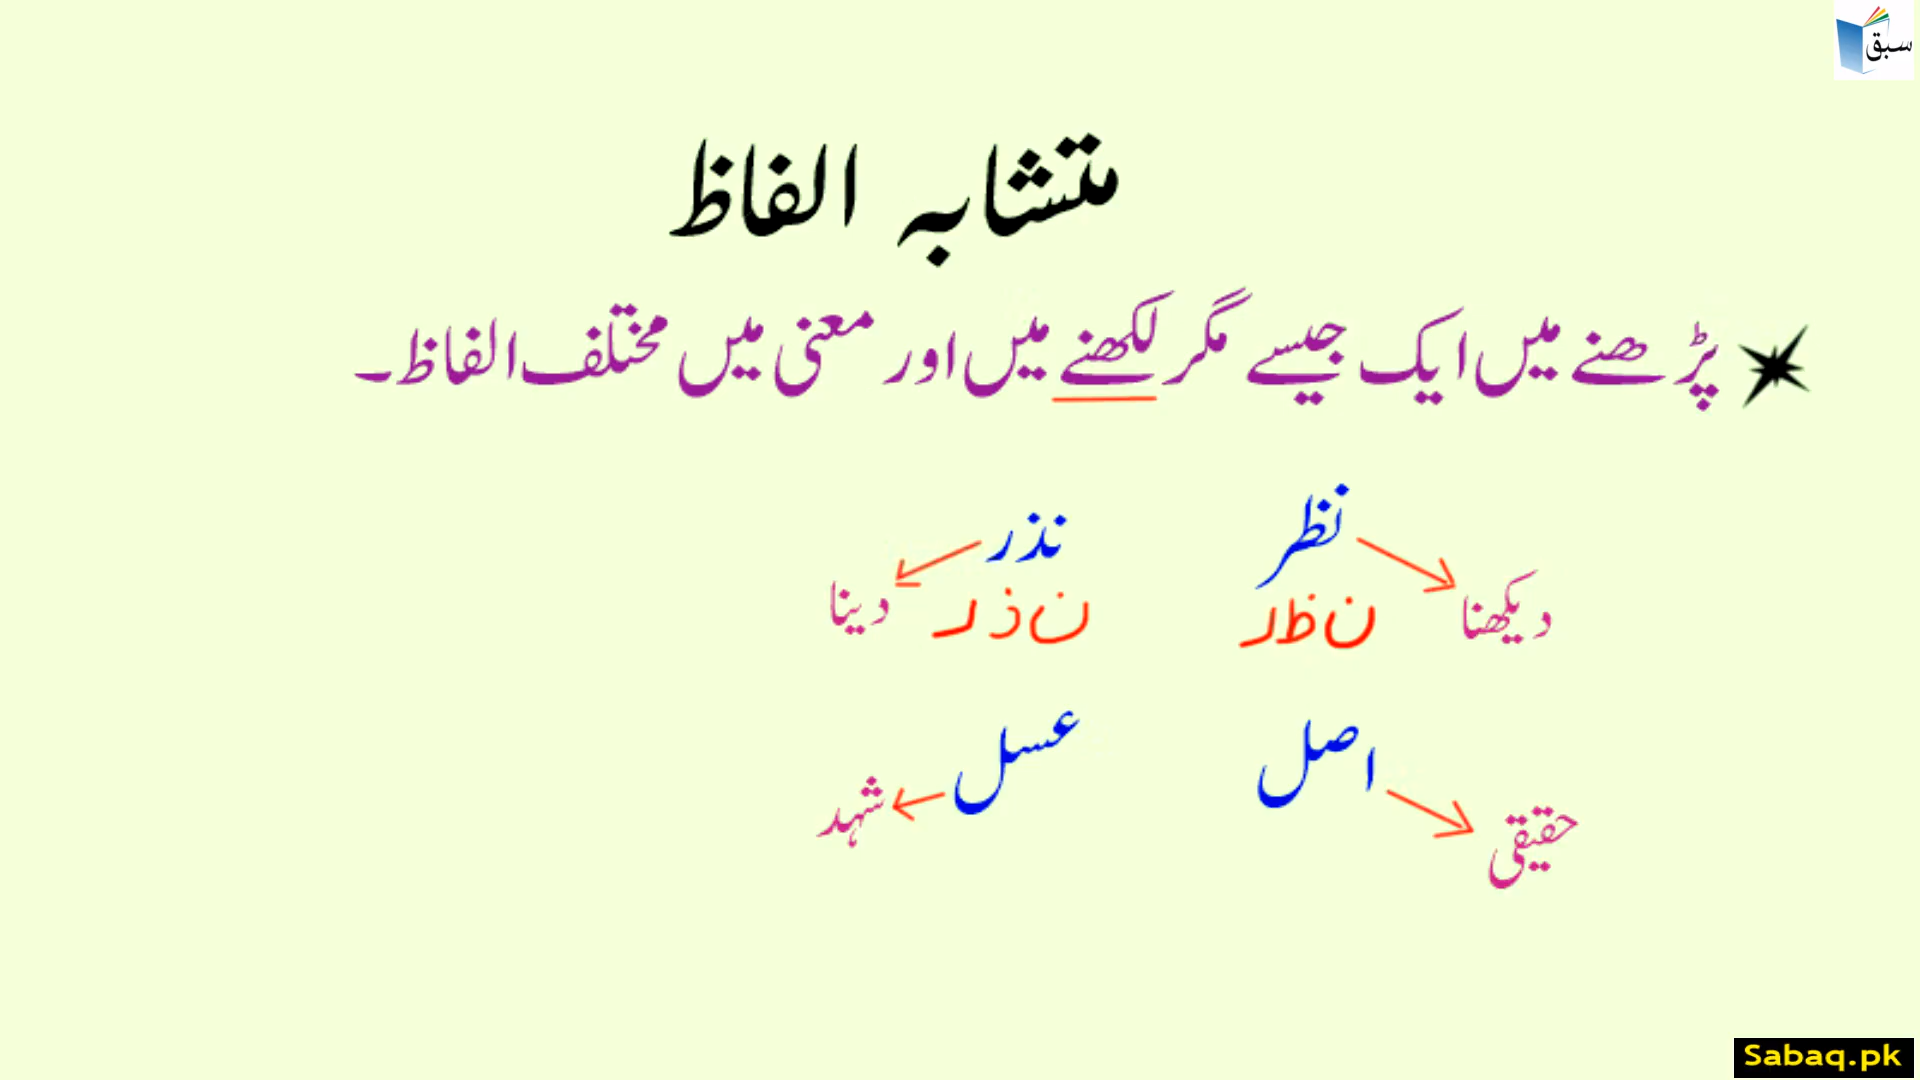 سبق
متشابہ الفاظ
پڑھنے میں ایک جیسے مگر لکھنے میں اور معنی میں مختلف الفاظ۔
نظر نذر
دیکھنا ن ظ ر ن ذ ر دینا
اصل عسل
حقیقی شہد
Sabaq.pk